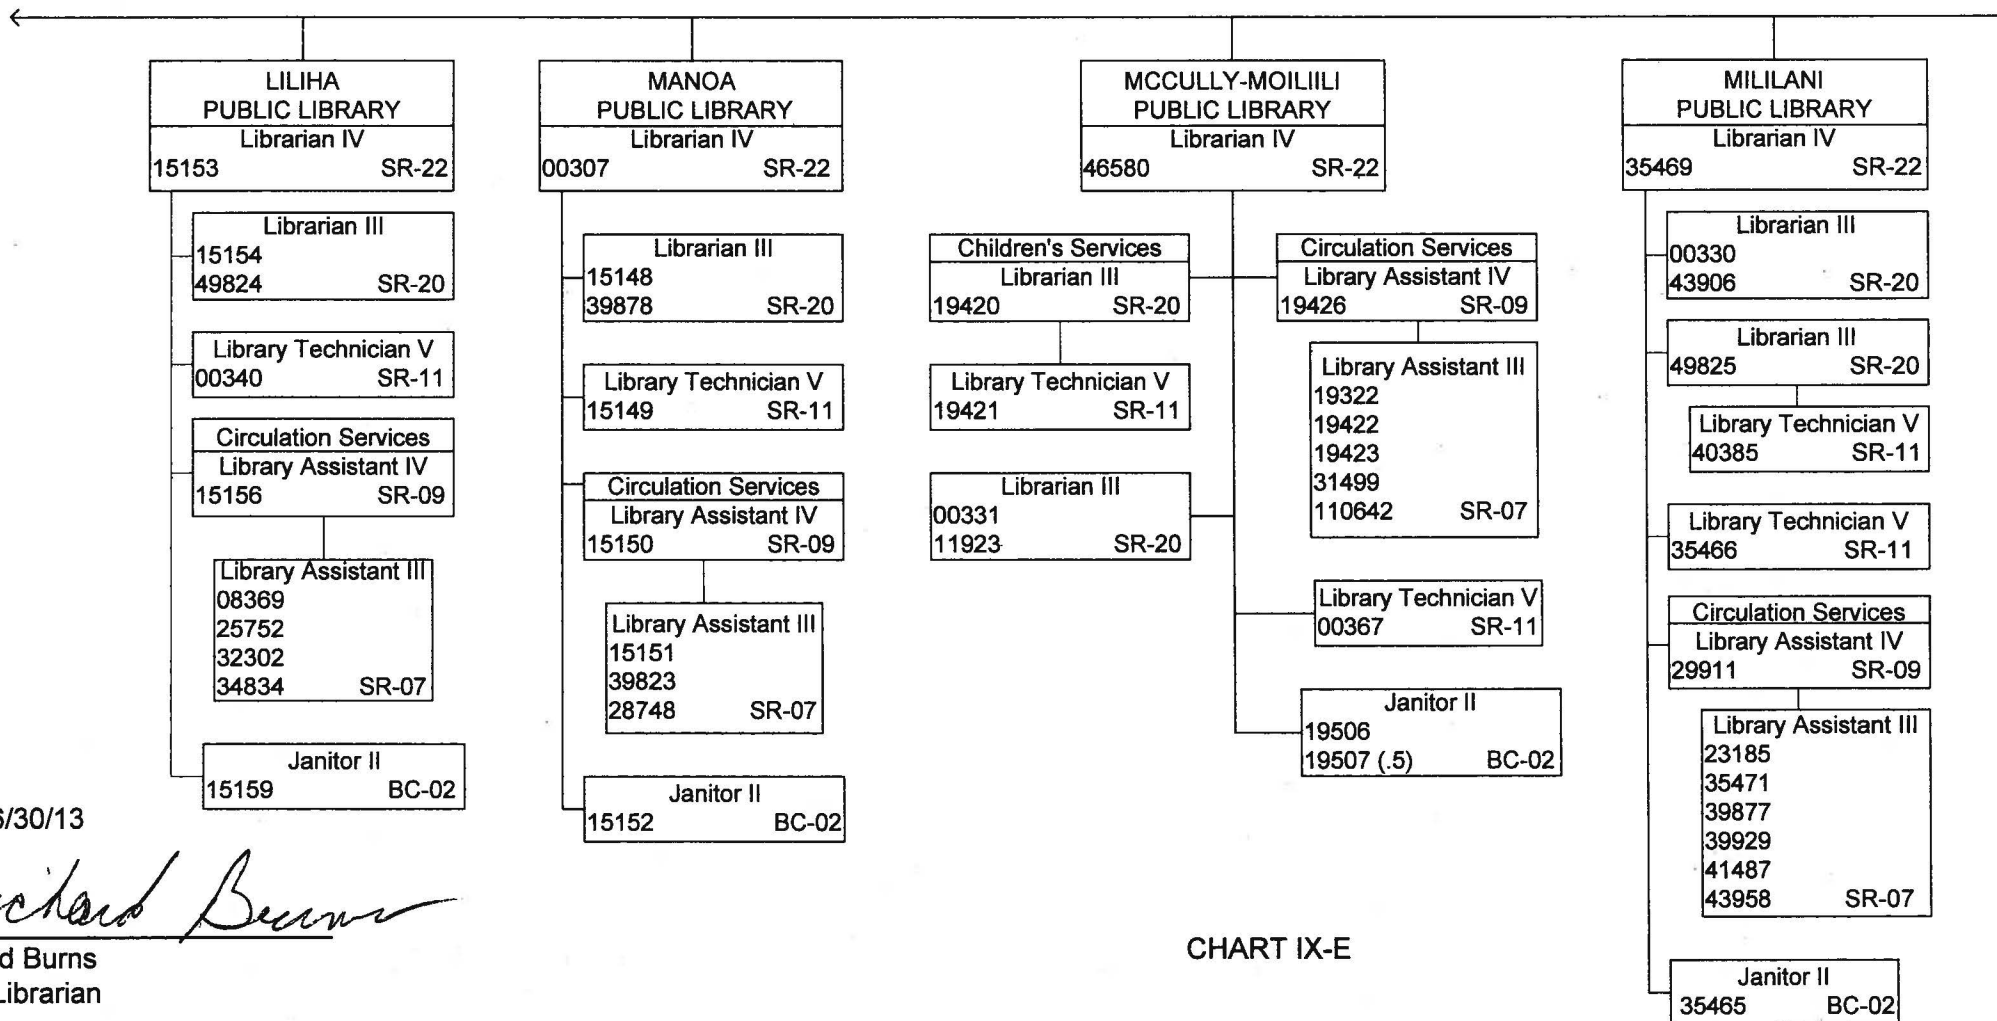 LILIHA
PUBLIC LIBRARY
Librarian IV
15153 SR-22
Librarian III
15154
49824 SR-20
Library Technician V
00340 SR-11
Circulation Services
Library Assistant IV
15156 SR-09
Library Assistant III
08369
25752
32302
34834 SR-07
Janitor II
15159 BC-02
MANOA
PUBLIC LIBRARY
Librarian IV
00307 SR-22
Librarian III
15148
39878 SR-20
Library Technician V
15149 SR-11
Circulation Services
Library Assistant IV
15150 SR-09
Library Assistant III
15151
39823
28748 SR-07
Janitor II
15152 BC-02
MCCULLY-MOILIILI
PUBLIC LIBRARY
Librarian IV
46580 SR-22
Children's Services
Librarian III
19420 SR-20
Library Technician V
19421 SR-11
Librarian III
00331
11923 SR-20
Circulation Services
Library Assistant IV
19426 SR-09
Library Assistant III
19322
19422
19423
31499
110642 SR-07
Library Technician V
00367 SR-11
Janitor II
19506
19507 (.5) BC-02
MILILANI
PUBLIC LIBRARY
Librarian IV
35469 SR-22
Librarian III
00330
43906 SR-20
Librarian III
49825 SR-20
Library Technician V
40385 SR-11
Library Technician V
35466 SR-11
Circulation Services
Library Assistant IV
29911 SR-09
Library Assistant III
23185
35471
39877
39929
41487
43958 SR-07
Janitor II
35465 BC-02
/30/13
chard Burns
d Burns
Librarian
CHART IX-E